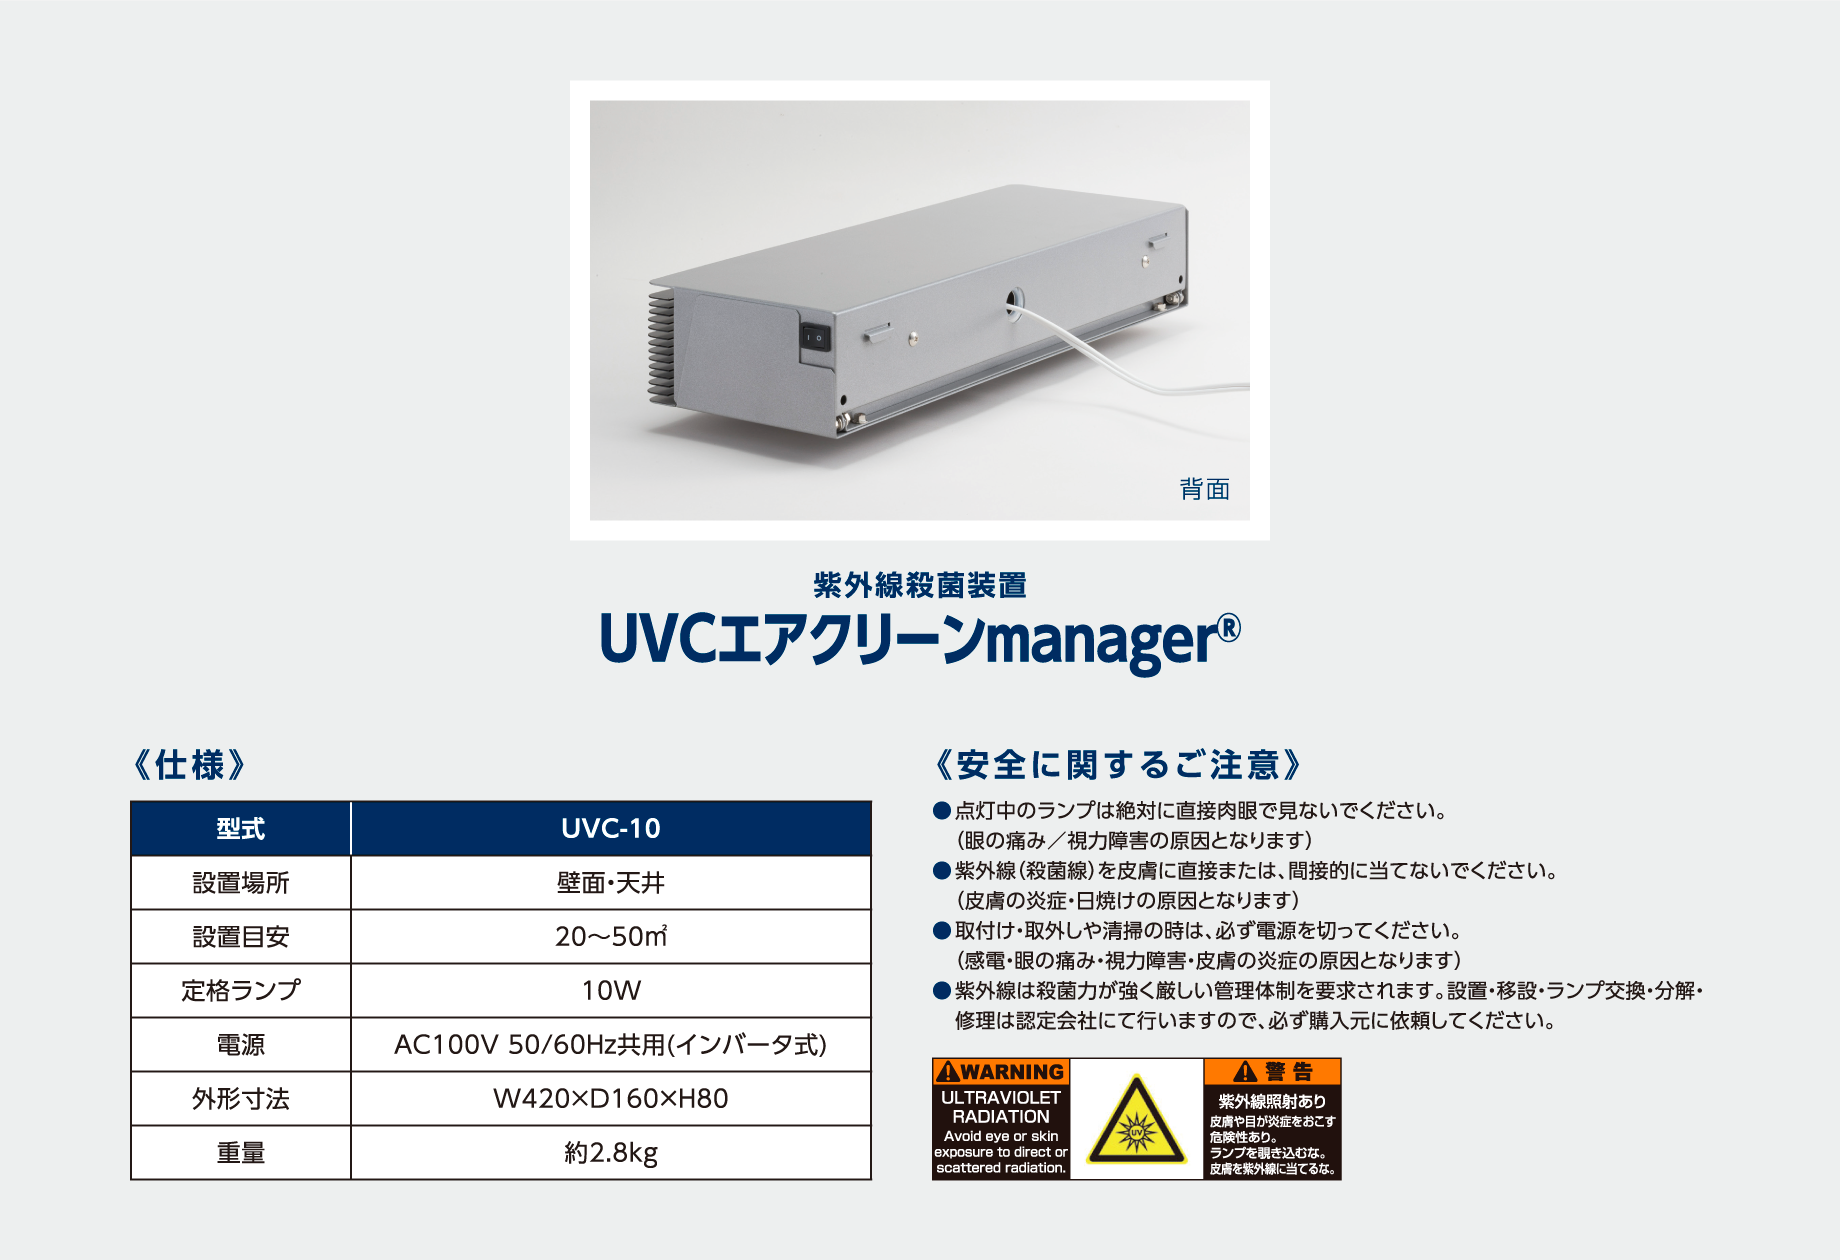 背面
紫外線殺菌装置
UVCエアクリーンmanager®
《仕様》
型式 UVC-10
設置場所 壁面・天井
設置目安 20〜50㎡
定格ランプ 10W
電源 AC100V 50/60Hz共用(インバータ式)
外形寸法 W420×D160×H80
重量 約2.8kg
《安全に関するご注意》
●点灯中のランプは絶対に直接肉眼で見ないでください。
（眼の痛み／視力障害の原因となります）
●紫外線（殺菌線）を皮膚に直接または、間接的に当てないでください。
（皮膚の炎症・日焼けの原因となります）
●取付け・取外しや清掃の時は、必ず電源を切ってください。
（感電・眼の痛み・視力障害・皮膚の炎症の原因となります）
●紫外線は殺菌力が強く厳しい管理体制を要求されます。設置・移設・ランプ交換・分解・
修理は認定会社にて行いますので、必ず購入元に依頼してください。
WARNING
ULTRAVIOLET
RADIATION
Avoid eye or skin
exposure to direct or
scattered radiation.
UV
警告
紫外線照射あり
皮膚や目が炎症をおこす
危険性あり。
ランプを覗き込むな。
皮膚を紫外線に当てるな。